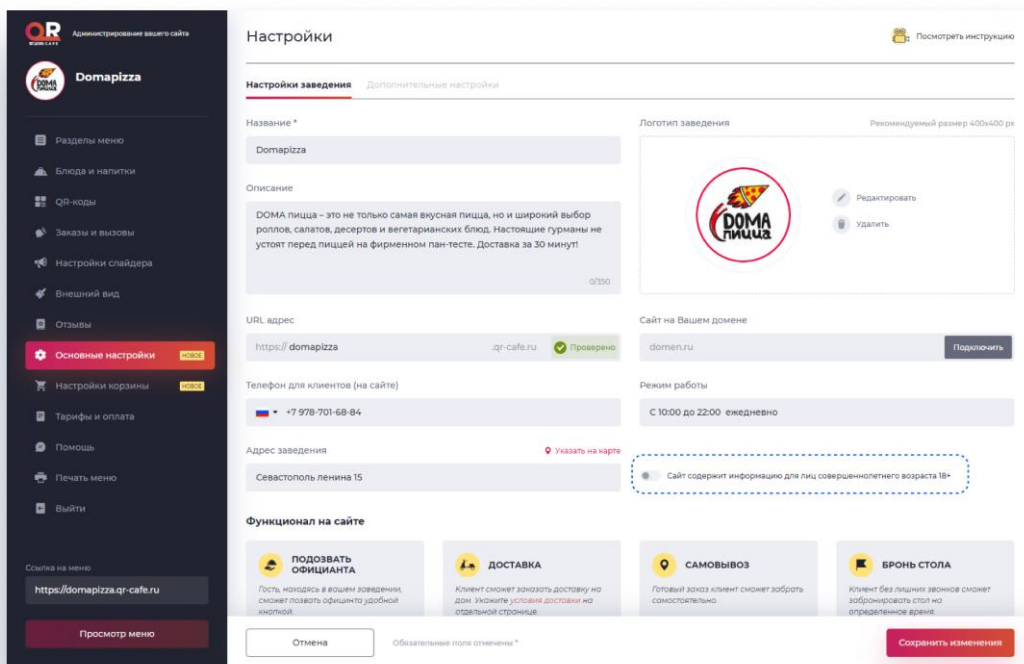 QR
Администрирование вашего сайта
Domapizza
Разделы меню
Блюда и напитки
QR-коды
Заказы и вызовы
Настройки слайдера
Внешний вид
Отзывы
Основные настройки НОВОЕ
Настройки корзины НОВОЕ
Тарифы и оплата
Помощь
Печать меню
Выйти
Ссылка на меню
https://domapizza.qr-cafe.ru
Просмотр меню
Настройки
Посмотреть инструкцию
Настройки заведения Дополнительные настройки
Название *
Domapizza
Описание
DOMA пицца – это не только самая вкусная пицца, но и широкий выбор
роллов, салатов, десертов и вегетарианских блюд. Настоящие гурманы не
устоят перед пиццей на фирменном пан-тесте. Доставка за 30 минут!
0/350
Логотип заведения Рекомендуемый размер 400x400 px
DOMA
ПИЦЦА
Редактировать
Удалить
URL адрес
https:// domapizza .qr-cafe.ru Проверено
Сайт на Вашем домене
domen.ru Подключить
Телефон для клиентов (на сайте)
+7 978-701-68-84
Режим работы
С 10:00 до 22:00 ежедневно
Адрес заведения Указать на карте
Севастополь ленина 15
Сайт содержит информацию для лиц совершеннолетнего возраста 18+
Функционал на сайте
ПОДОЗВАТЬ
ОФИЦИАНТА
Гость, находясь в вашем заведении,
сможет позвать официнта удобной
кнопкой.
ДОСТАВКА
Клиент сможет заказать доставку на
дом. Укажите условия доставки на
отдельной странице.
САМОВЫВОЗ
Готовый заказ клиент сможет забрать
самостоятельно.
БРОНЬ СТОЛА
Клиент без лишних звонков сможет
забронировать стол на
определенное время.
Отмена
Обязательные поля отмечены *
Сохранить изменения